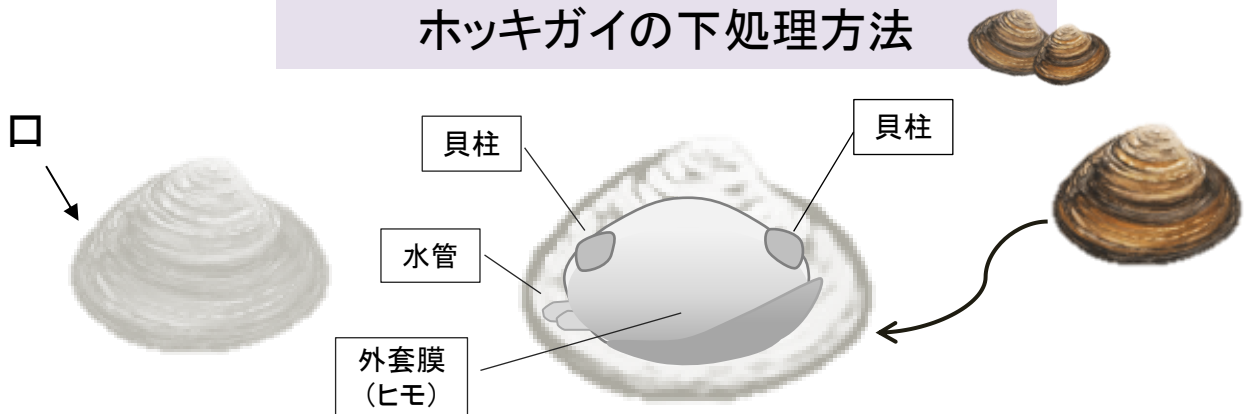 ホッキガイの下処理方法
口
貝柱
貝柱
水管
外套膜
（ヒモ）